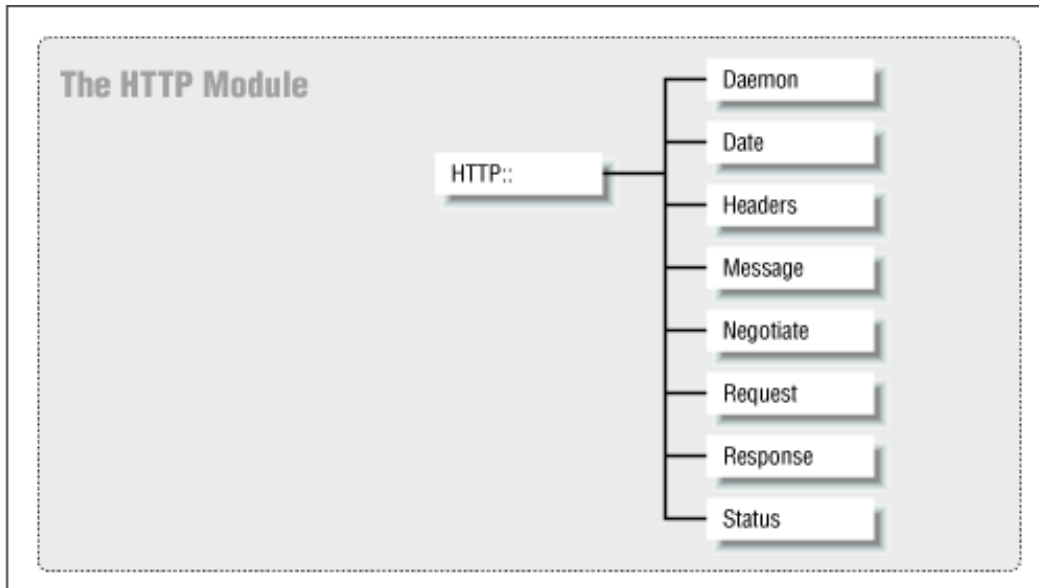 The HTTP Module
HTTP::
Daemon
Date
Headers
Message
Negotiate
Request
Response
Status